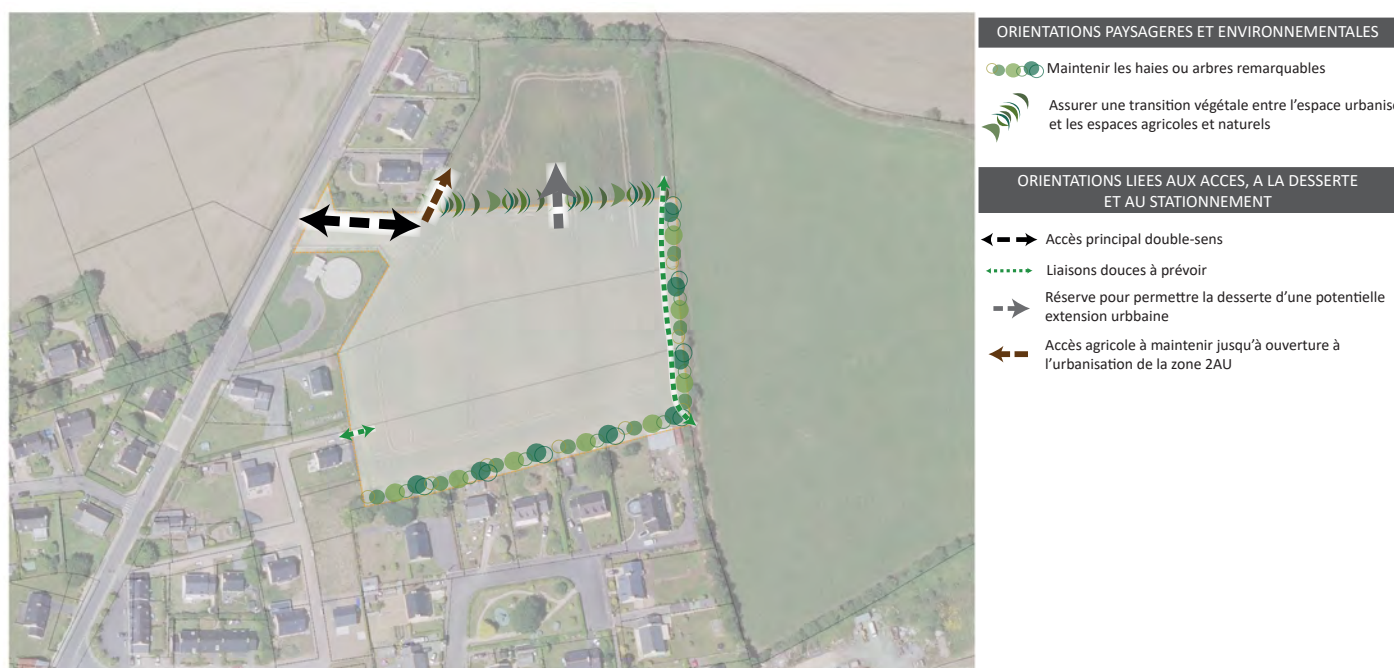 ORIENTATIONS PAYSAGERES ET ENVIRONNEMENTALES
Maintenir les haies ou arbres remarquables
Assurer une transition végétale entre l'espace urbanisé
et les espaces agricoles et naturels
ORIENTATIONS LIEES AUX ACCES, A LA DESSERTE
ET AU STATIONNEMENT
Accès principal double-sens
Liaisons douces à prévoir
Réserve pour permettre la desserte d'une potentielle
extension urbbaine
Accès agricole à maintenir jusqu'à ouverture à
l'urbanisation de la zone 2AU